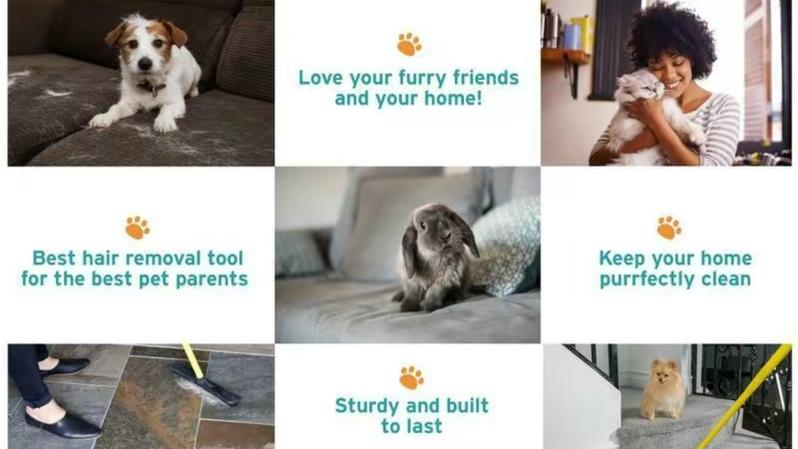 Love your furry friends
and your home!
Best hair removal tool
for the best pet parents
Keep your home
purrfectly clean
Sturdy and built
to last